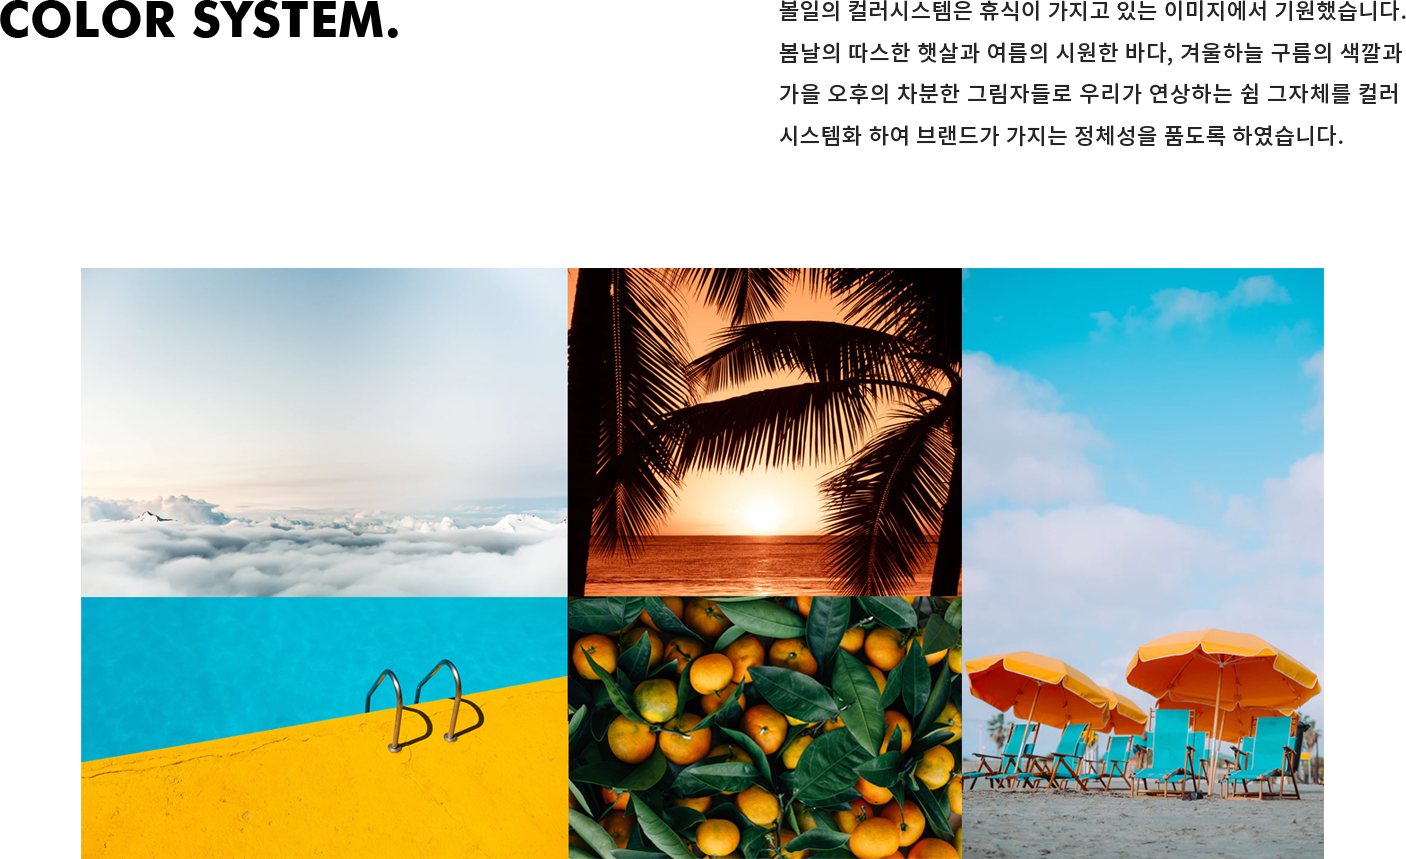 COLOR SYSTEM.
볼일의 컬러시스템은 휴식이 가지고 있는 이미지에서 기원했습니다.
봄날의 따스한 햇살과 여름의 시원한 바다, 겨울하늘 구름의 색깔과
가을 오후의 차분한 그림자들로 우리가 연상하는 쉼 그자체를 컬러
시스템화 하여 브랜드가 가지는 정체성을 품도록 하였습니다.